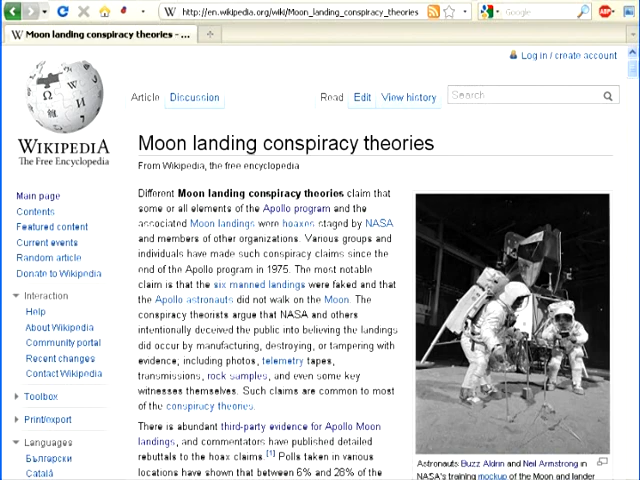 http://en.wikipedia.org/wiki/Moon_landing_conspiracy_theories
Google
ABP
Moon landing conspiracy theories - ...
Log in / create account
Article Discussion Read Edit View history Search
WIKIPEDIA
The Free Encyclopedia
Moon landing conspiracy theories
From Wikipedia, the free encyclopedia
Main page
Contents
Featured content
Current events
Random article
Donate to Wikipedia
Interaction
Help
About Wikipedia
Community portal
Recent changes
Contact Wikipedia
Toolbox
Print/export
Languages
Български
Català
Different Moon landing conspiracy theories claim that
some or all elements of the Apollo program and the
associated Moon landings were hoaxes staged by NASA
and members of other organizations. Various groups and
individuals have made such conspiracy claims since the
end of the Apollo program in 1975. The most notable
claim is that the six manned landings were faked and that
the Apollo astronauts did not walk on the Moon. The
conspiracy theorists argue that NASA and others
intentionally deceived the public into believing the landings
did occur by manufacturing, destroying, or tampering with
evidence; including photos, telemetry tapes,
transmissions, rock samples, and even some key
witnesses themselves. Such claims are common to most
of the conspiracy theories.
There is abundant third-party evidence for Apollo Moon
landings, and commentators have published detailed
rebuttals to the hoax claims.[1] Polls taken in various
locations have shown that between 6% and 28% of the
Astronauts Buzz Aldrin and Neil Armstrong in
NASA's training mockup of the Moon and lander